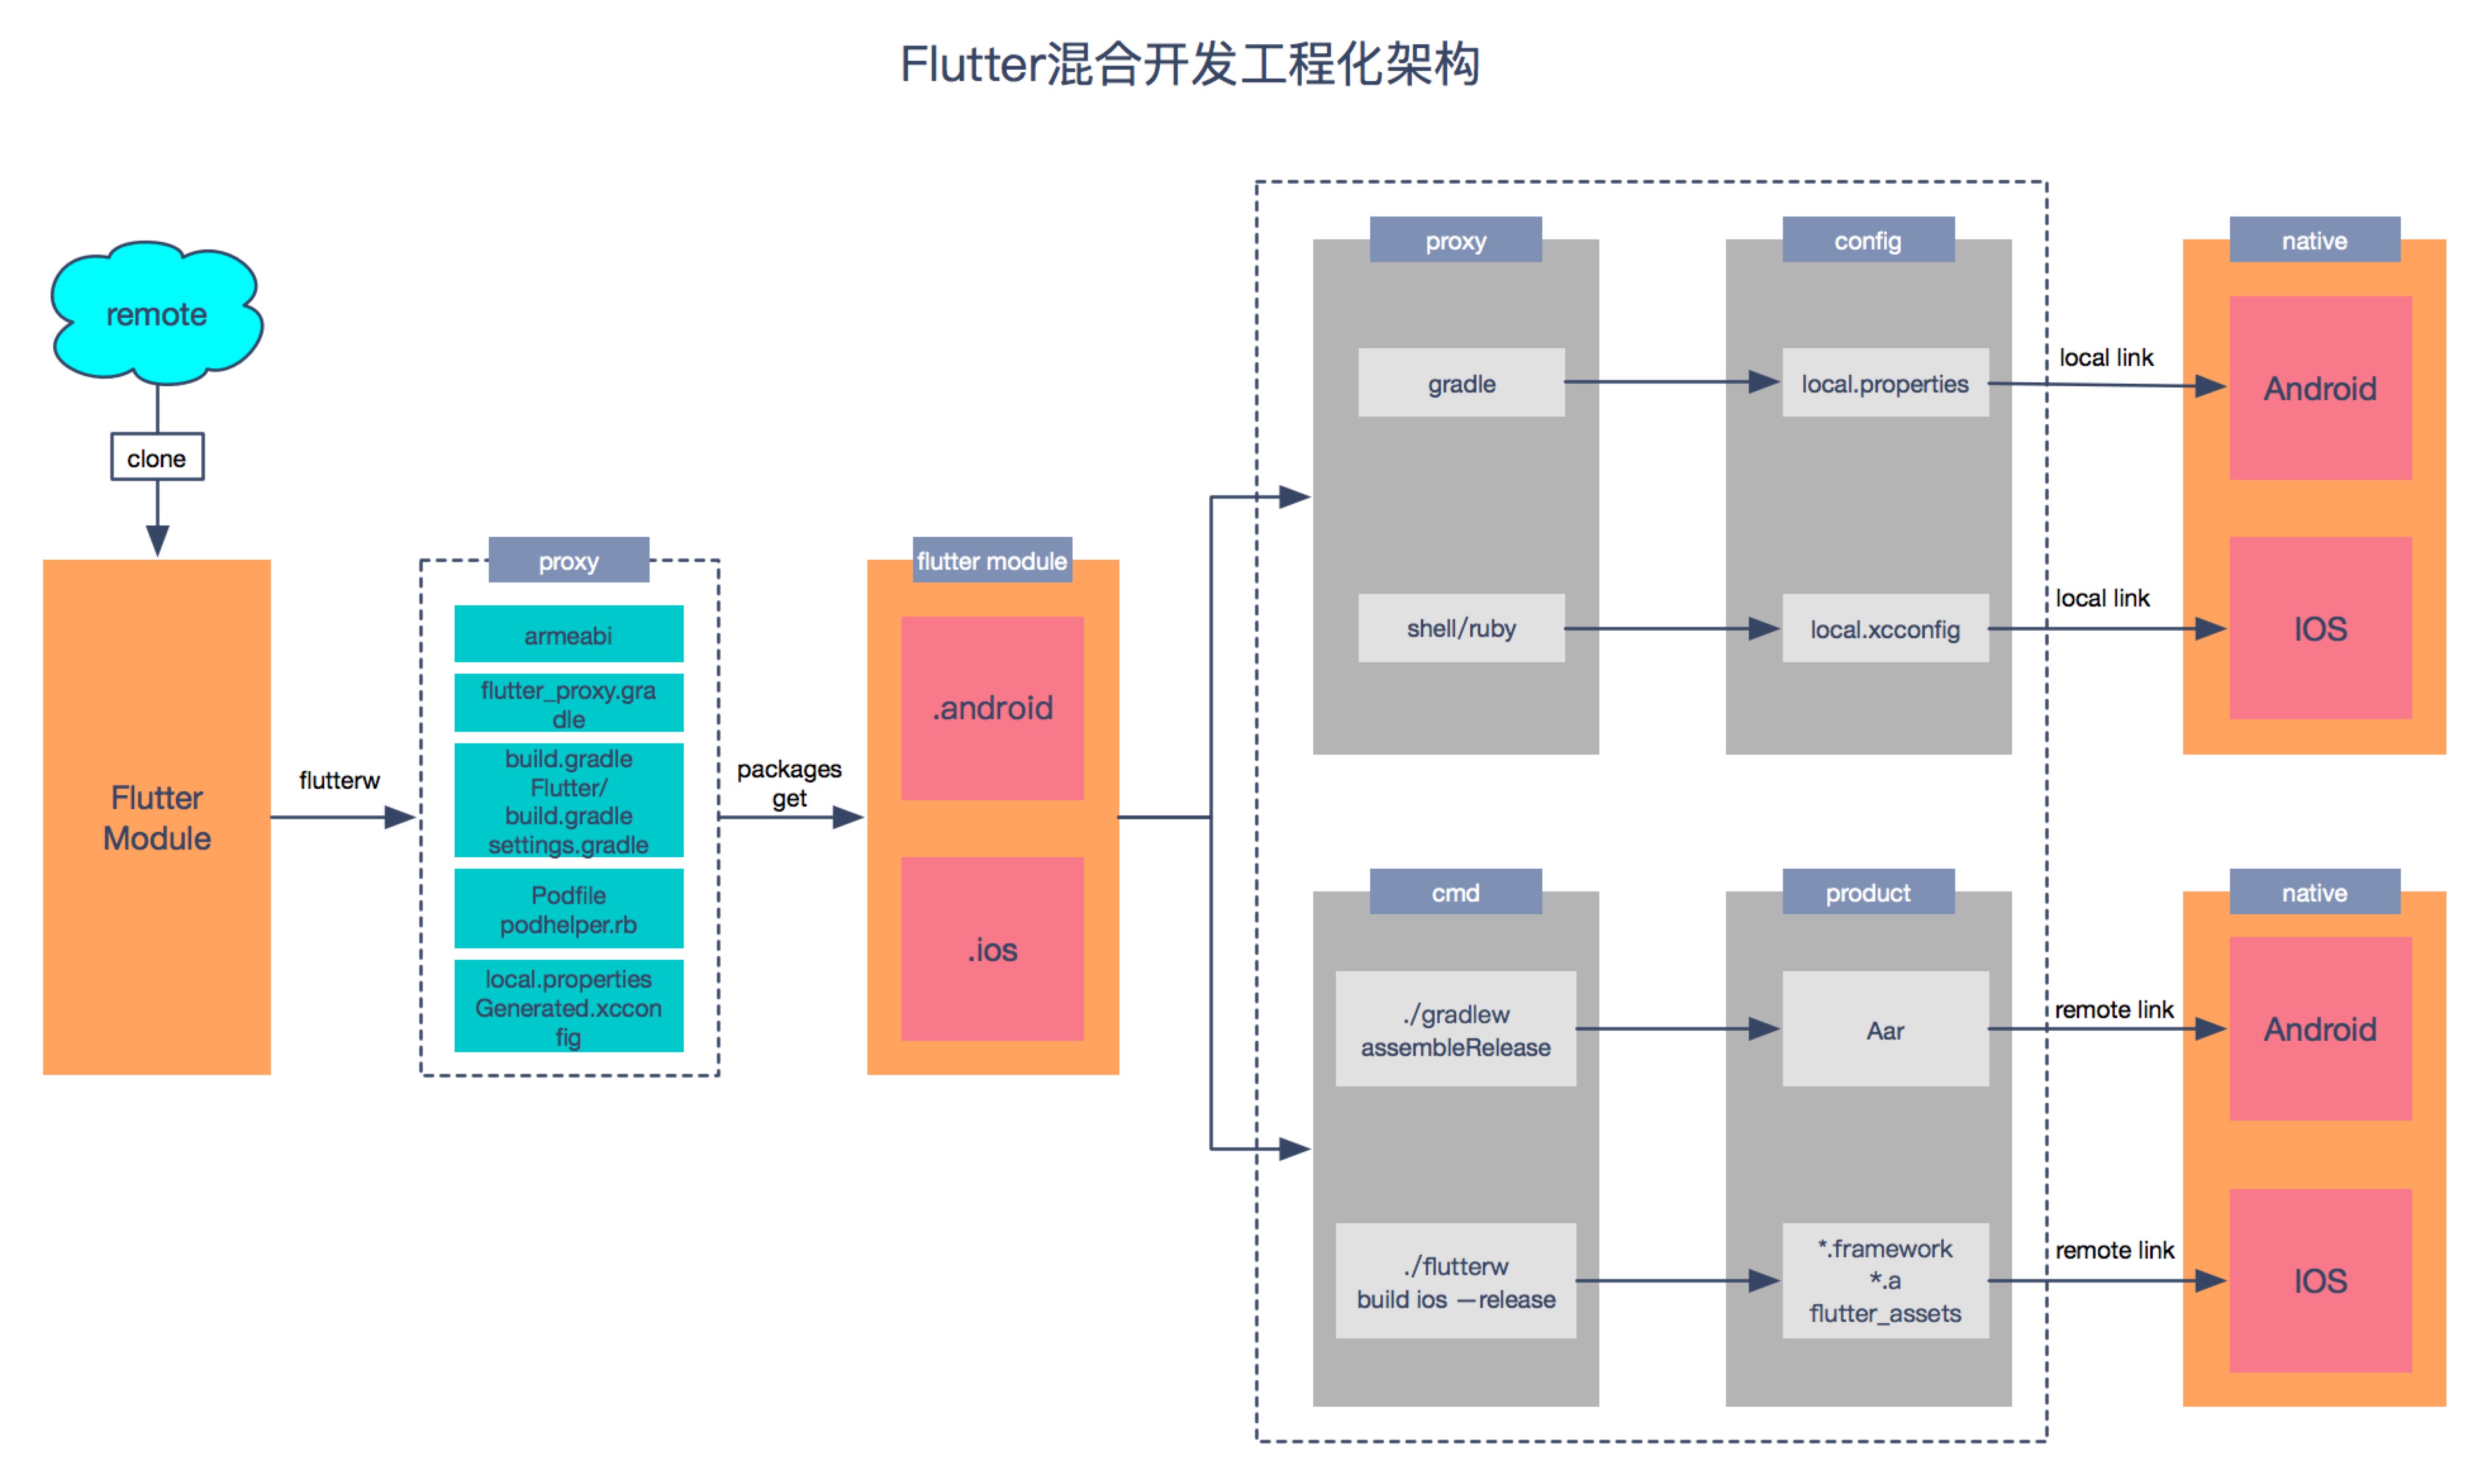 Flutter混合开发工程化架构
remote
clone
Flutter
Module
flutterw
proxy
armeabi
flutter_proxy.gra
dle
build.gradle
Flutter/
build.gradle
settings.gradle
Podfile
podhelper.rb
local.properties
Generated.xccon
fig
packages
get
flutter module
.android
.ios
proxy
gradle
shell/ruby
config
local.properties
local.xcconfig
local link
local link
native
Android
IOS
cmd
./gradlew
assembleRelease
./flutterw
build ios —release
product
Aar
*.framework
*.a
flutter_assets
remote link
remote link
native
Android
IOS